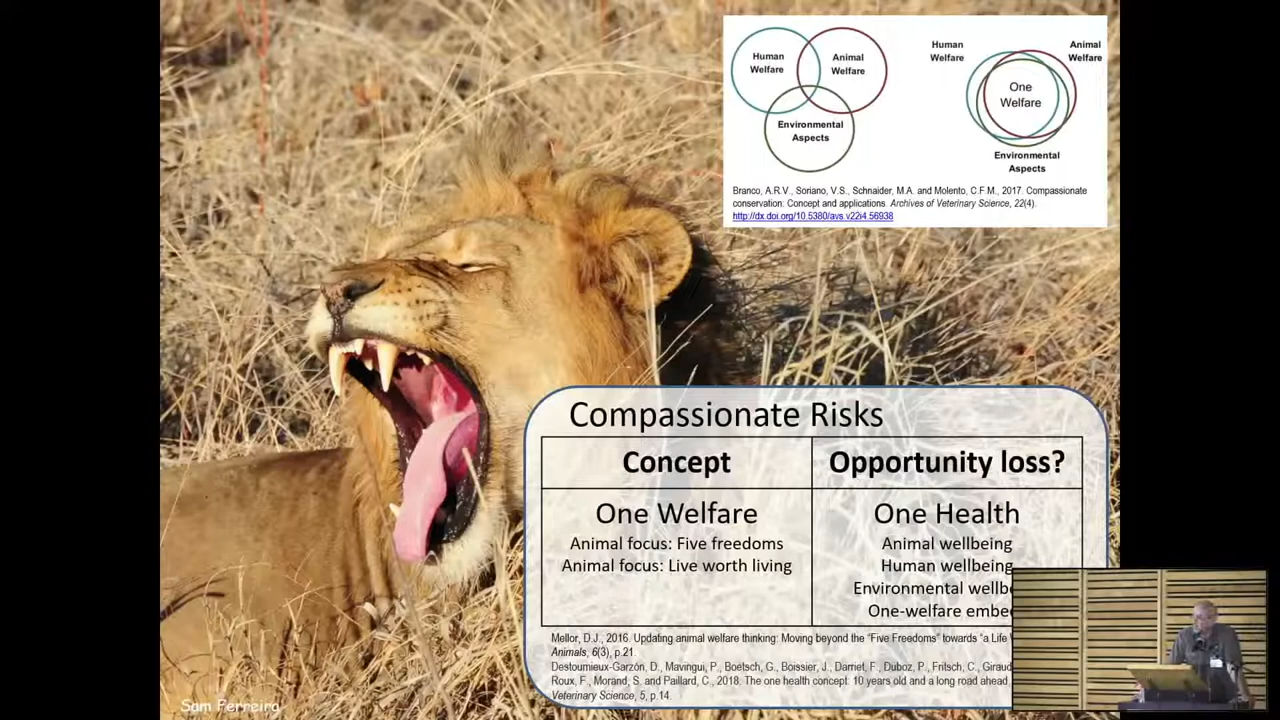 Human
Welfare
Animal
Welfare
Environmental
Aspects
Human
Welfare
Animal
Welfare
One
Welfare
Environmental
Aspects
Branco, A.R.V., Soriano, V.S., Schnaider, M.A. and Molento, C.F.M., 2017. Compassionate
conservation: Concept and applications. Archives of Veterinary Science, 22(4).
http://dx.doi.org/10.5380/avs.v22i4.56938
Compassionate Risks
Concept
Opportunity loss?
One Welfare
Animal focus: Five freedoms
Animal focus: Live worth living
One Health
Animal wellbeing
Human wellbeing
Environmental wellbe
One-welfare embe
Mellor, D.J., 2016. Updating animal welfare thinking: Moving beyond the "Five Freedoms" towards "a Life
Animals, 6(3), p.21.
Destoumieux-Garzón, D., Mavingui, P., Boetsch, G., Boissier, J., Darriet, F., Duboz, P., Fritsch, C., Giraud
Roux, F., Morand, S. and Paillard, C., 2018. The one health concept: 10 years old and a long road ahead.
Veterinary Science, 5, p.14.
Sam Ferreira